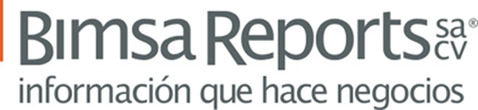 Bimsa Reports sa cv®
información que hace negocios